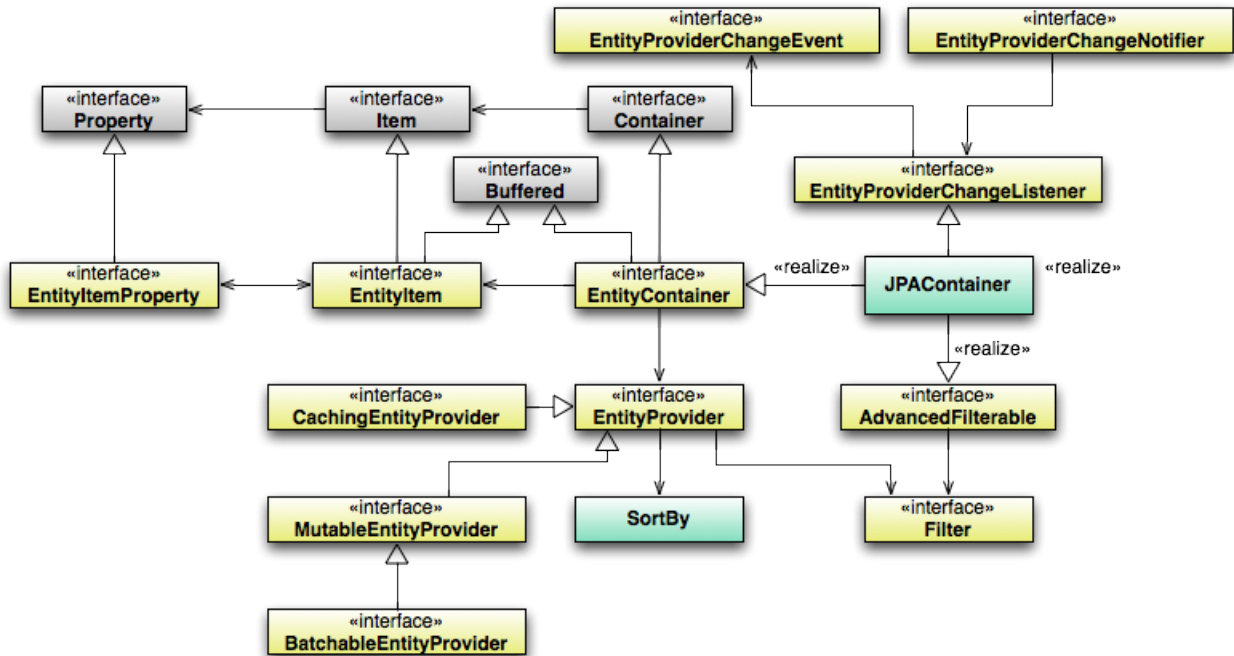 «interface»
EntityProviderChangeEvent
«interface»
EntityProviderChangeNotifier
«interface»
Property
«interface»
Item
«interface»
Container
«interface»
Buffered
«interface»
EntityProviderChangeListener
«interface»
EntityItemProperty
«interface»
EntityItem
«interface»
EntityContainer
«realize»
JPAContainer
«realize»
«realize»
«interface»
CachingEntityProvider
«interface»
EntityProvider
«interface»
AdvancedFilterable
«interface»
MutableEntityProvider
SortBy
«interface»
Filter
«interface»
BatchableEntityProvider